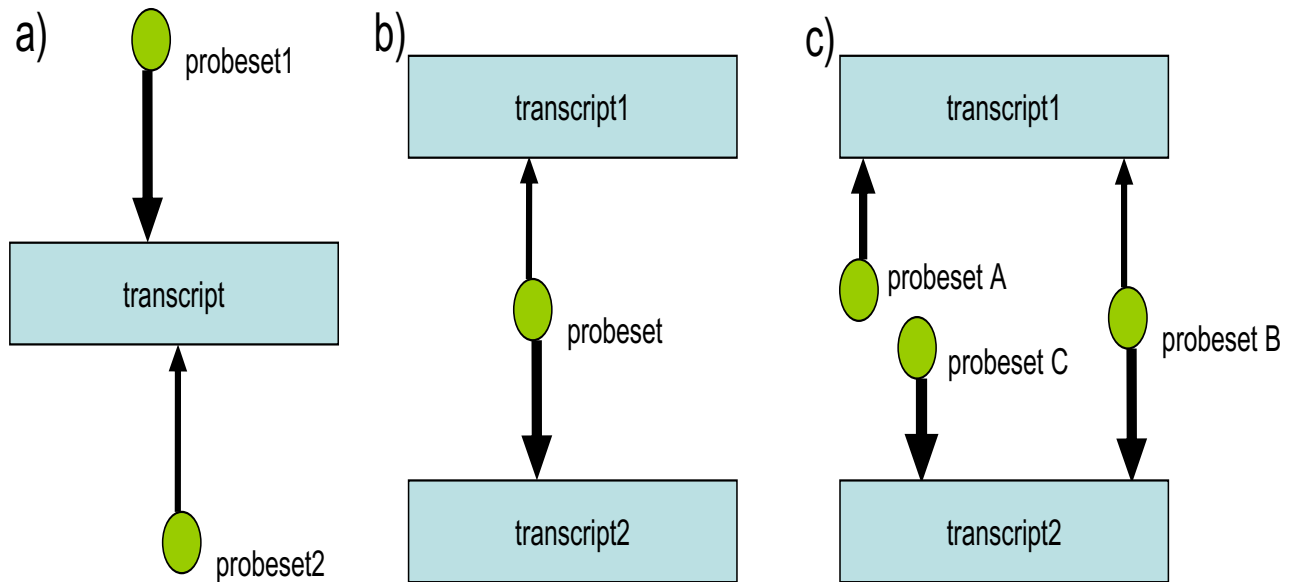 a)
probeset1
transcript
probeset2
b)
transcript1
probeset
transcript2
c)
transcript1
probeset A
probeset C
probeset B
transcript2